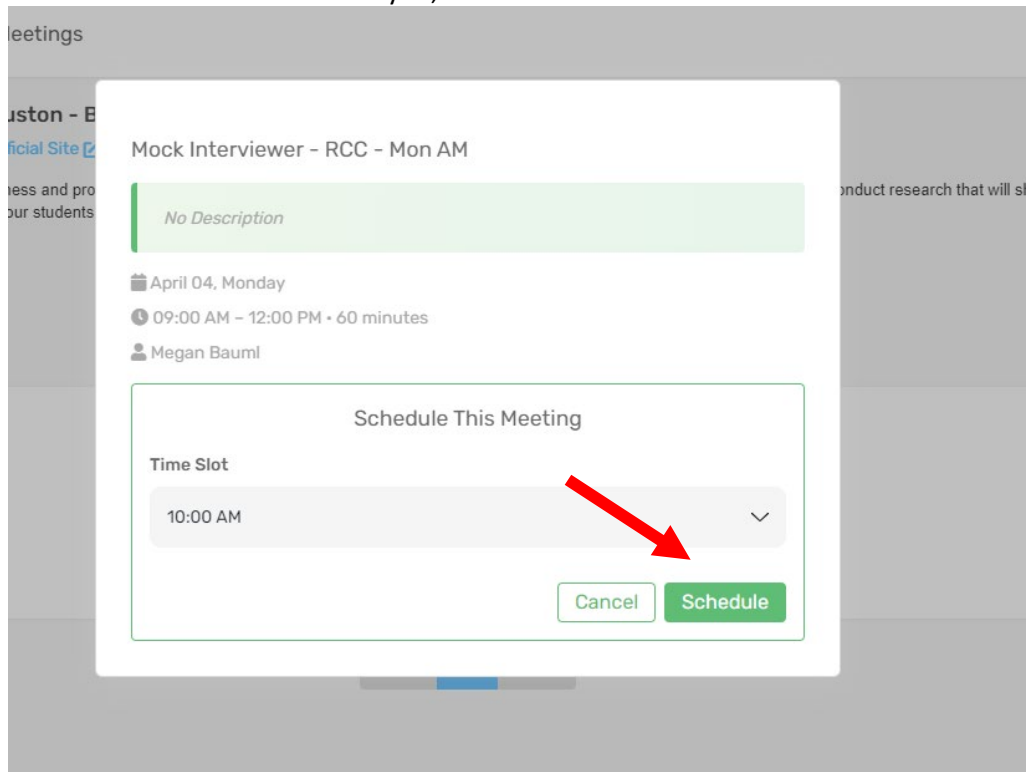 leetings
uston - B
ficial Site
Mock Interviewer - RCC - Mon AM
ness and pro
onduct research that will sh
our students
No Description
April 04, Monday
09:00 AM – 12:00 PM • 60 minutes
Megan Bauml
Schedule This Meeting
Time Slot
10:00 AM
Cancel Schedule